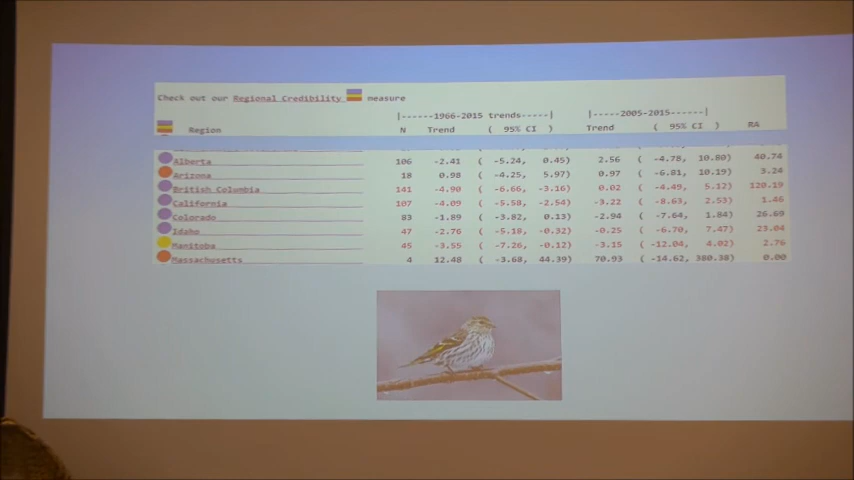 Check out our Regional Credibility measure
|------1966-2015 trends-----| |-----2005-2015------|
Region N Trend ( 95% CI ) Trend ( 95% CI ) RA
Alberta 106 -2.41 ( -5.24, 0.45) 2.56 ( -4.78, 10.80) 40.74
Arizona 18 0.98 ( -4.25, 5.97) 0.97 ( -6.81, 10.19) 3.24
British Columbia 141 -4.90 ( -6.66, -3.16) 0.02 ( -4.49, 5.12) 120.19
California 107 -4.09 ( -5.58, -2.54) -3.22 ( -8.63, 2.53) 1.46
Colorado 83 -1.89 ( -3.82, 0.13) -2.94 ( -7.64, 1.84) 26.69
Idaho 47 -2.76 ( -5.18, -0.32) -0.25 ( -6.70, 7.47) 23.04
Manitoba 45 -3.55 ( -7.26, -0.12) -3.15 ( -12.04, 4.02) 2.76
Massachusetts 4 12.48 ( -3.68, 44.39) 70.93 ( -14.62, 380.38) 0.00